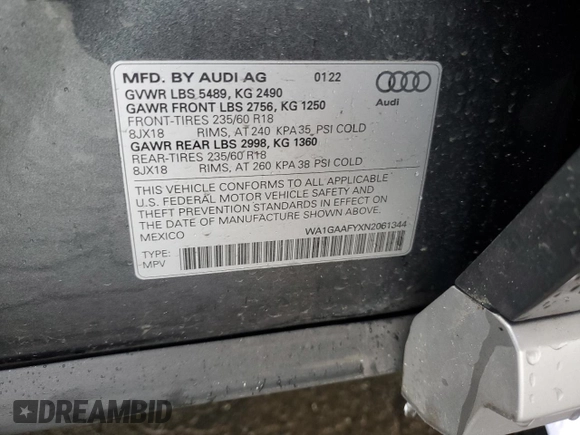 MFD. BY AUDI AG 01 22
GVWR LBS 5489, KG 2490
GAWR FRONT LBS 2756, KG 1250
FRONT-TIRES 235/60 R18
8JX18 RIMS, AT 240 KPA 35 PSI COLD
GAWR REAR LBS 2998, KG 1360
REAR-TIRES 235/60 R18
8JX18 RIMS, AT 260 KPA 38 PSI COLD
Audi
THIS VEHICLE CONFORMS TO ALL APPLICABLE
U.S. FEDERAL MOTOR VEHICLE SAFETY AND
THEFT PREVENTION STANDARDS IN EFFECT ON
THE DATE OF MANUFACTURE SHOWN ABOVE
MEXICO
WA1GAAFYXN2061344
TYPE:
MPV
DREAMBID